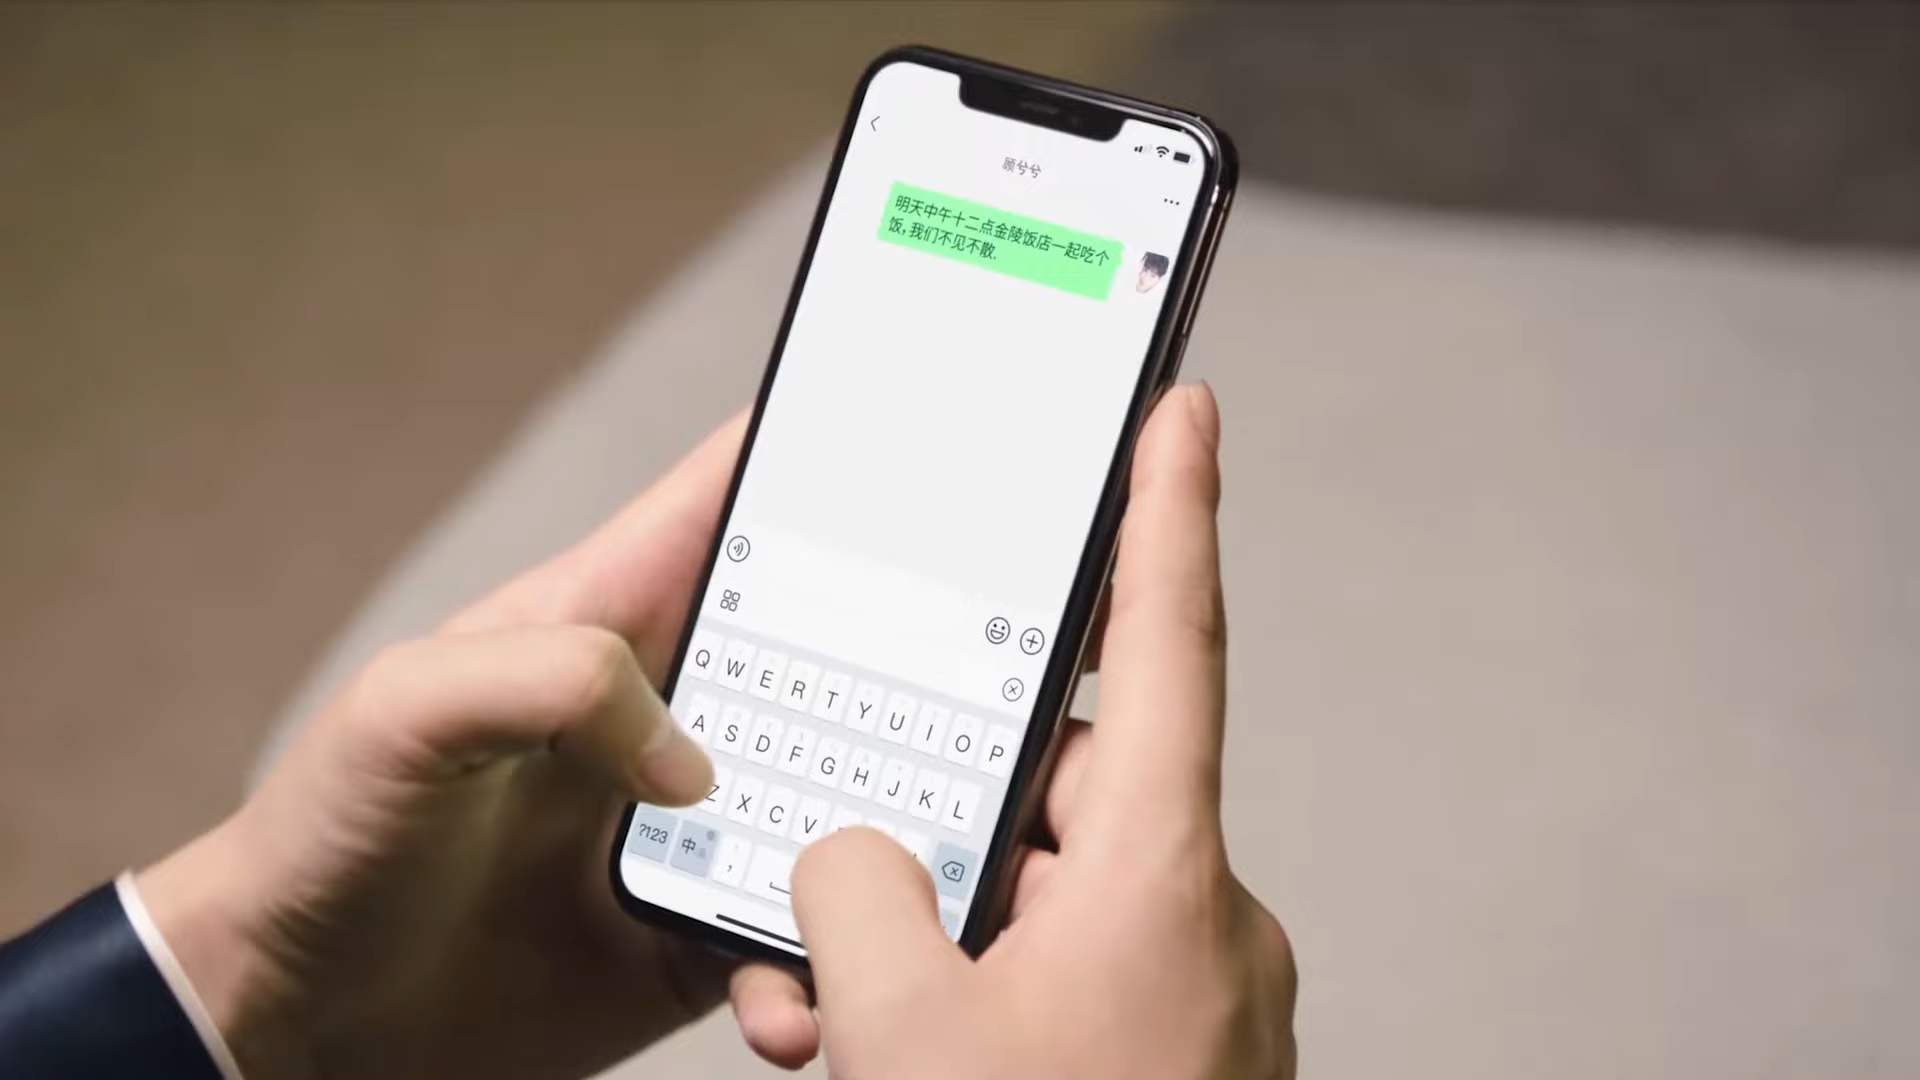 顾兮兮
明天中午十二点金陵饭店一起吃个
饭,我们不见不散.
Q W E R T Y U I O P
A S D F G H J K L
Z X C V
?123 中 ,